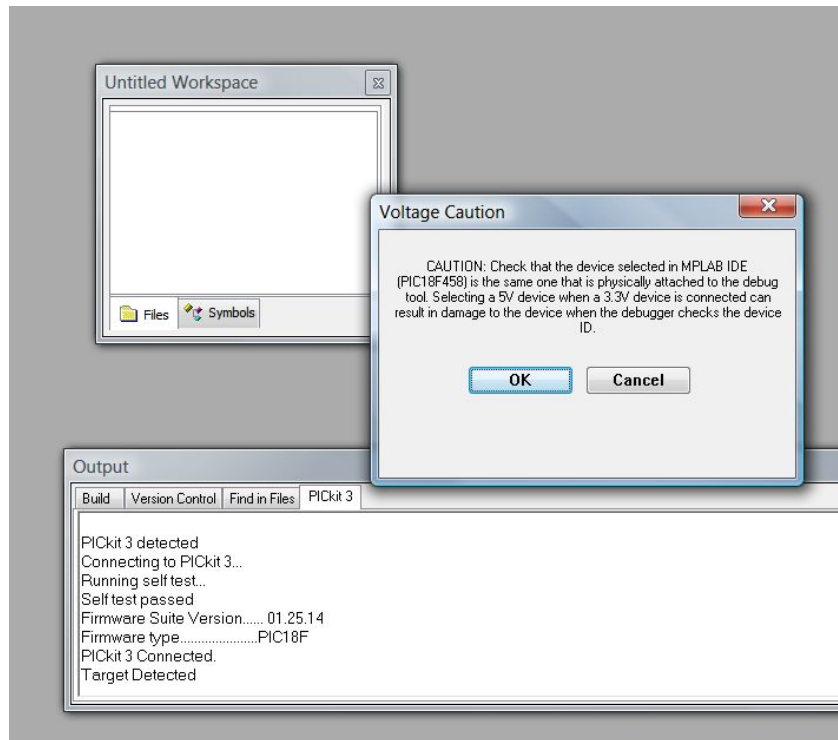 Untitled Workspace
Files
Symbols
Voltage Caution
CAUTION: Check that the device selected in MPLAB IDE
(PIC18F458) is the same one that is physically attached to the debug
tool. Selecting a 5V device when a 3.3V device is connected can
result in damage to the device when the debugger checks the device
ID.
OK
Cancel
Output
Build
Version Control
Find in Files
PICkit 3
PICkit 3 detected
Connecting to PICkit 3...
Running self test...
Self test passed
Firmware Suite Version...... 01.25.14
Firmware type......................PIC18F
PICkit 3 Connected.
Target Detected